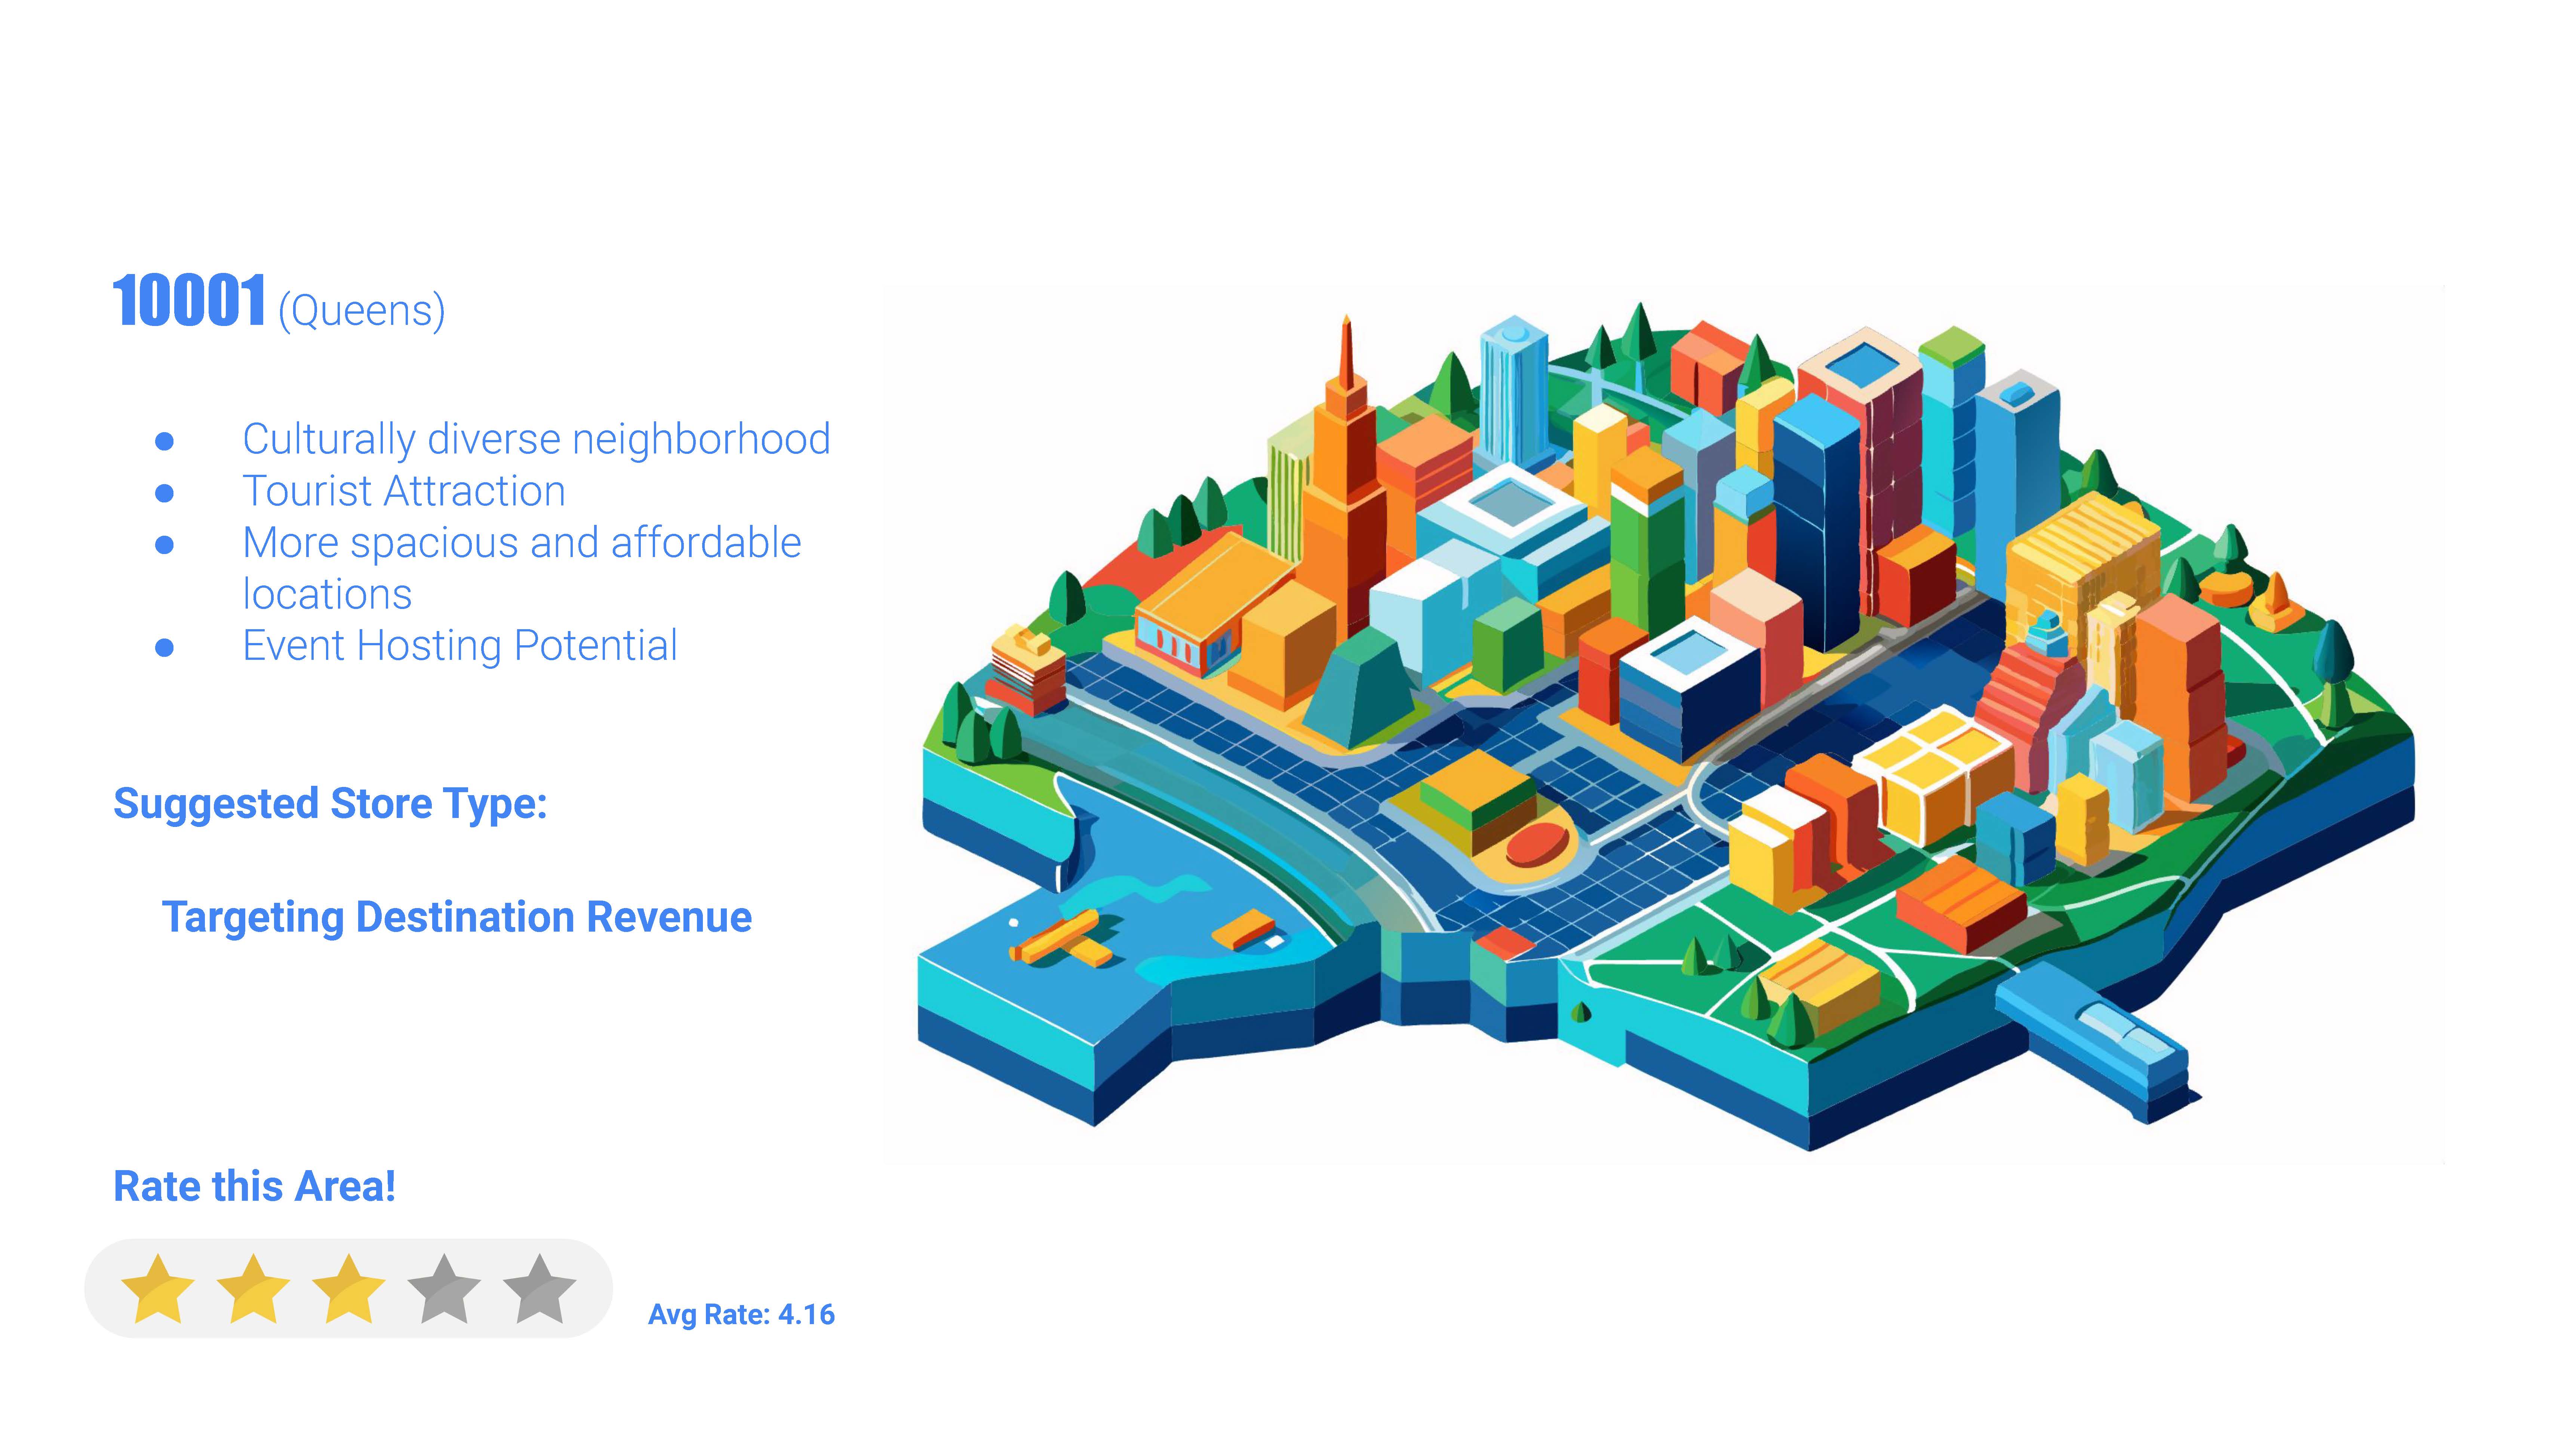 10001 (Queens)
● Culturally diverse neighborhood
● Tourist Attraction
● More spacious and affordable
locations
● Event Hosting Potential
Suggested Store Type:
Targeting Destination Revenue
Rate this Area!
Avg Rate: 4.16